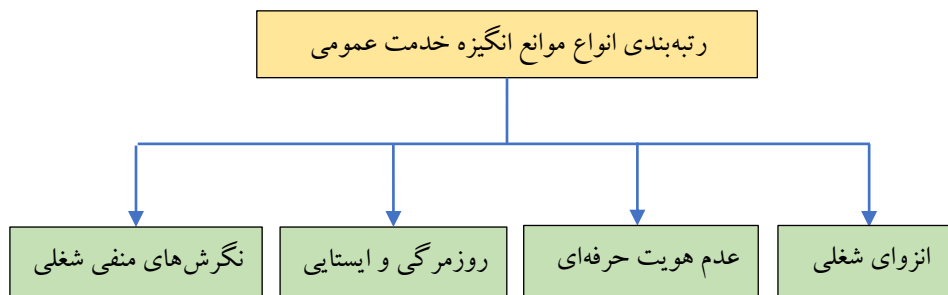 رتبه‌بندی انواع موانع انگیزه خدمت عمومی
انزوای شغلی
عدم هویت حرفه‌ای
روزمرگی و ایستایی
نگرش‌های منفی شغلی